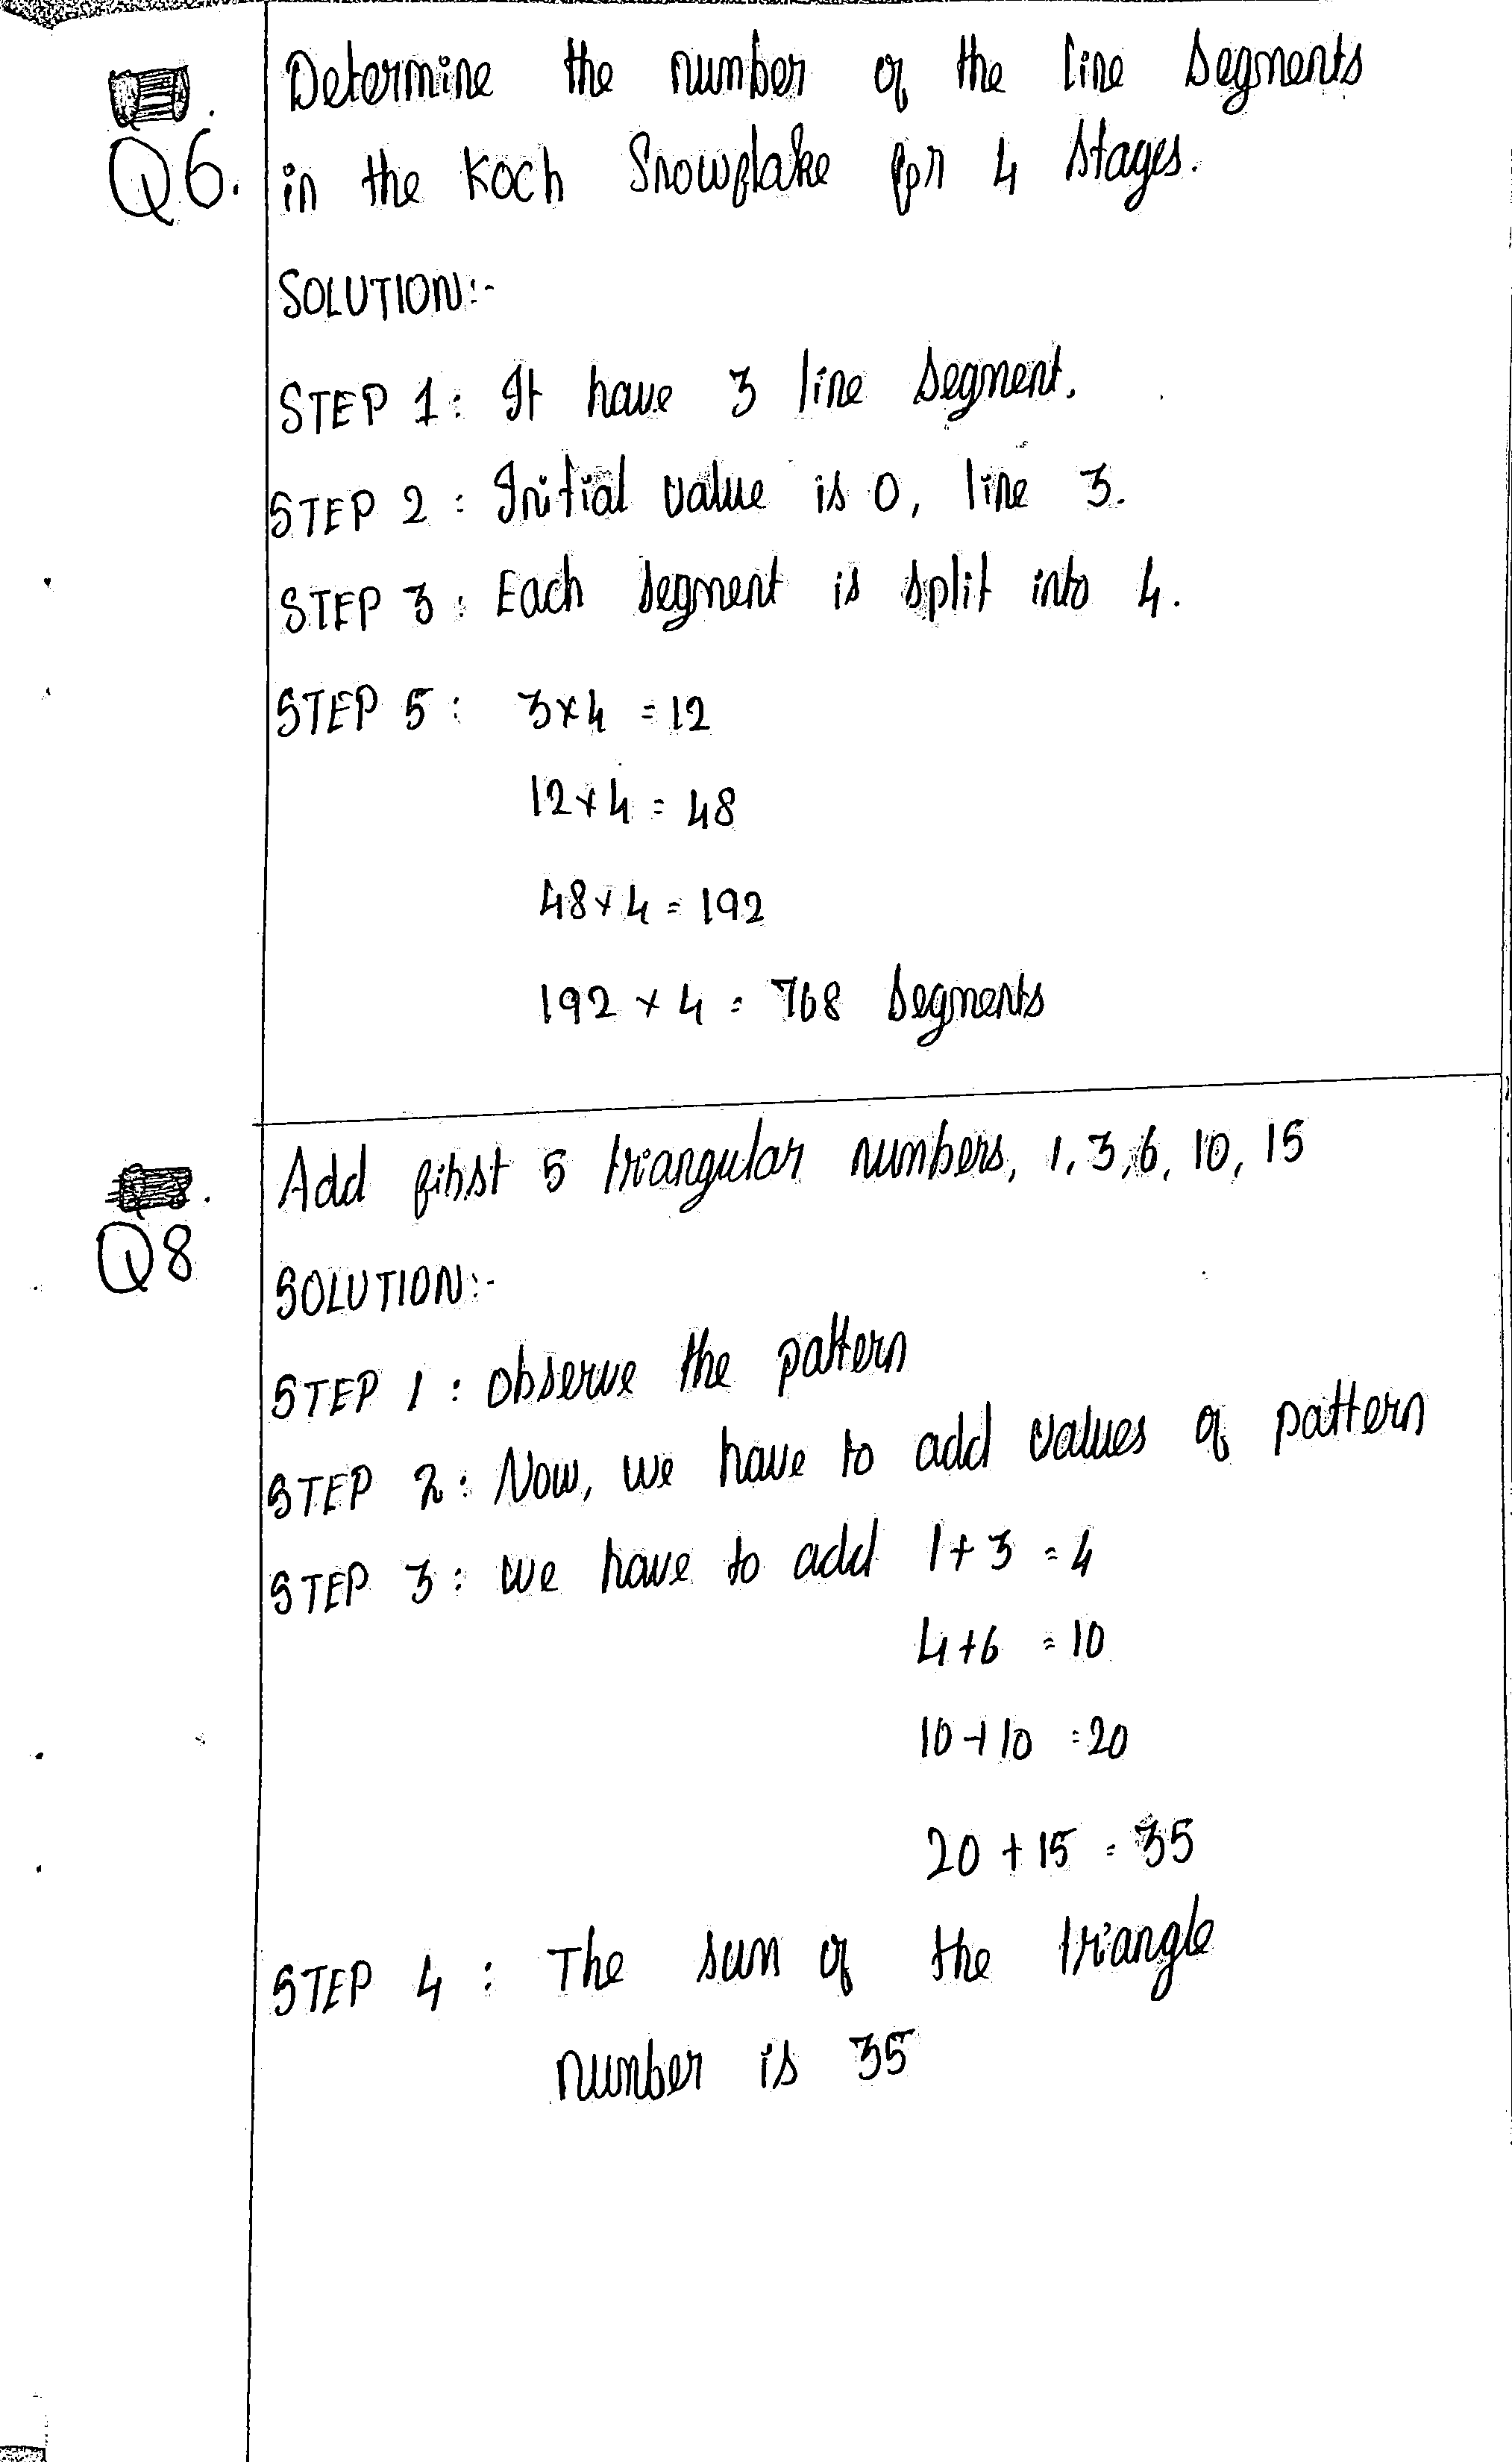 Determine the number of the line segments
Q6. in the Koch Snowflake for 4 stages.
SOLUTION:-
STEP 1: It have 3 line segment.
STEP 2: Initial value is 0, line 3.
STEP 3: Each segment is split into 4.
STEP 5: 3×4 = 12
12×4 = 48
48×4 = 192
192 × 4 = 768 segments
Add first 5 triangular numbers, 1, 3, 6, 10, 15
Q8
SOLUTION:-
STEP 1: observe the pattern
STEP 2: Now, we have to add values of pattern
STEP 3: we have to add 1+3 = 4
4+6 = 10
10+10 = 20
20 + 15 = 35
STEP 4: The sum of the triangle
number is 35